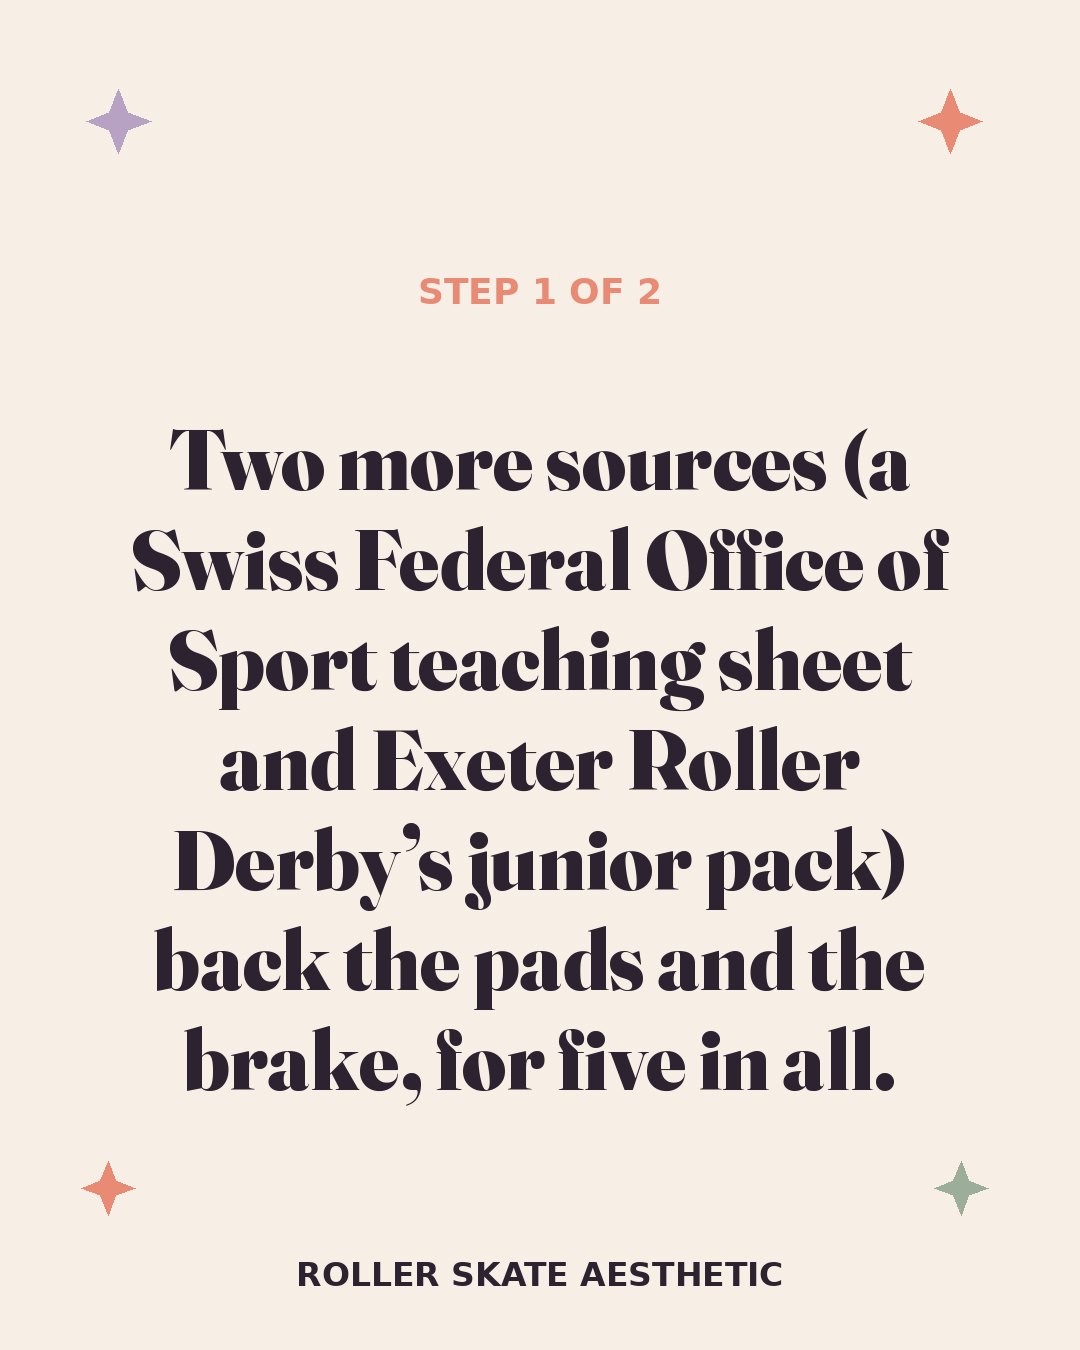 STEP 1 OF 2
Two more sources (a
Swiss Federal Office of
Sport teaching sheet
and Exeter Roller
Derby’s junior pack)
back the pads and the
brake, for five in all.
ROLLER SKATE AESTHETIC